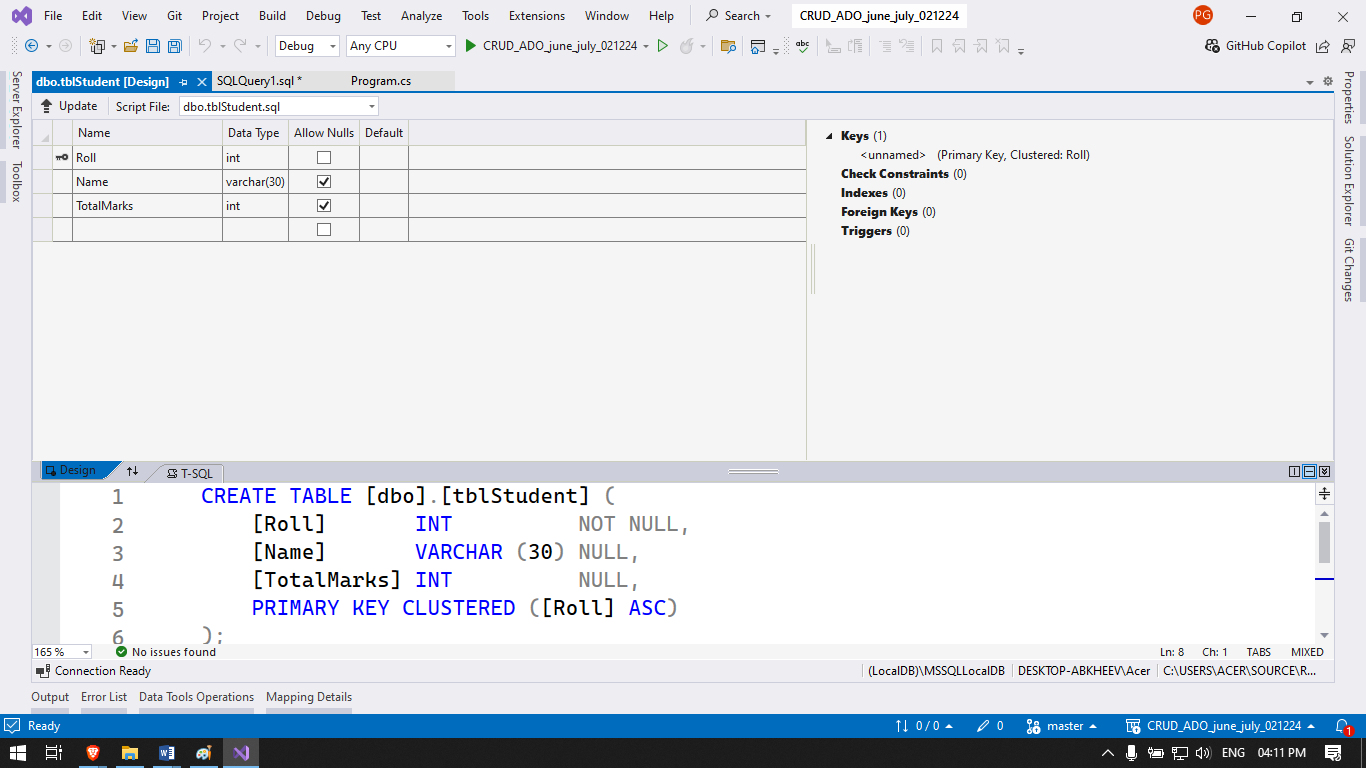 File Edit View Git Project Build Debug Test Analyze Tools Extensions Window Help Search CRUD_ADO_june_july_021224 PG
Debug Any CPU CRUD_ADO_june_july_021224 abc GitHub Copilot
Server Explorer
Toolbox
dbo.tblStudent [Design] SQLQuery1.sql * Program.cs
Update Script File: dbo.tblStudent.sql
Name Data Type Allow Nulls Default
Roll int
Name varchar(30)
TotalMarks int
Keys (1)
<unnamed> (Primary Key, Clustered: Roll)
Check Constraints (0)
Indexes (0)
Foreign Keys (0)
Triggers (0)
Properties
Solution Explorer
Git Changes
Design T-SQL
1 CREATE TABLE [dbo].[tblStudent] (
2 [Roll] INT NOT NULL,
3 [Name] VARCHAR (30) NULL,
4 [TotalMarks] INT NULL,
5 PRIMARY KEY CLUSTERED ([Roll] ASC)
6 );
165 % No issues found Ln: 8 Ch: 1 TABS MIXED
Connection Ready (LocalDB)\MSSQLLocalDB DESKTOP-ABKHEEV\Acer C:\USERS\ACER\SOURCE\R...
Output Error List Data Tools Operations Mapping Details
Ready 0 / 0 0 master CRUD_ADO_june_july_021224 1
ENG 04:11 PM